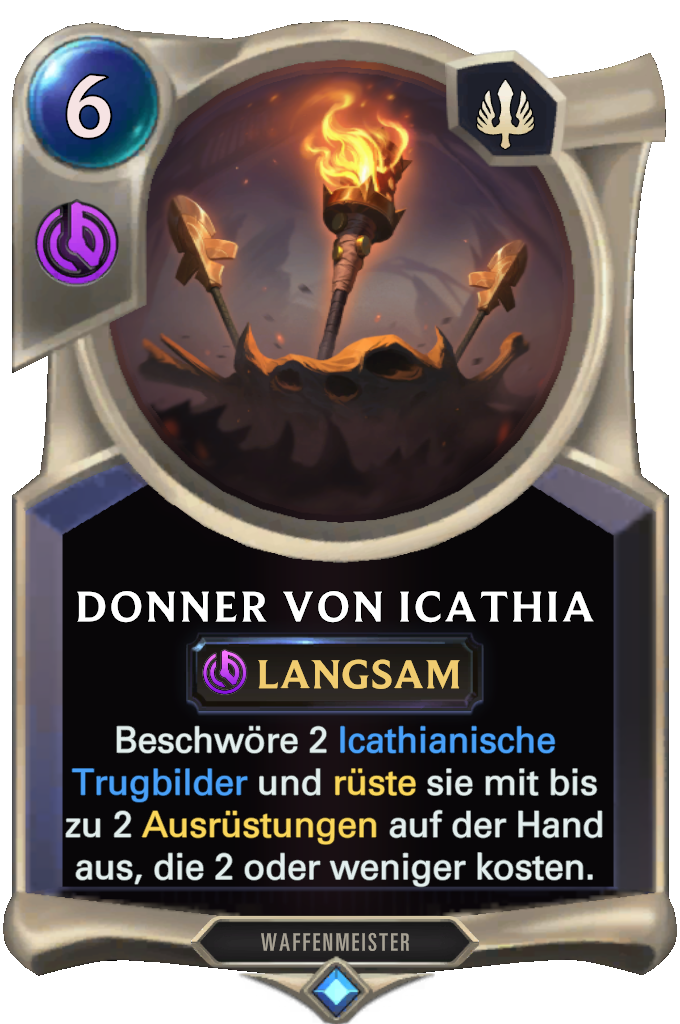 6
DONNER VON ICATHIA
LANGSAM
Beschwöre 2 Icathianische
Trugbilder und rüste sie mit bis
zu 2 Ausrüstungen auf der Hand
aus, die 2 oder weniger kosten.
WAFFENMEISTER